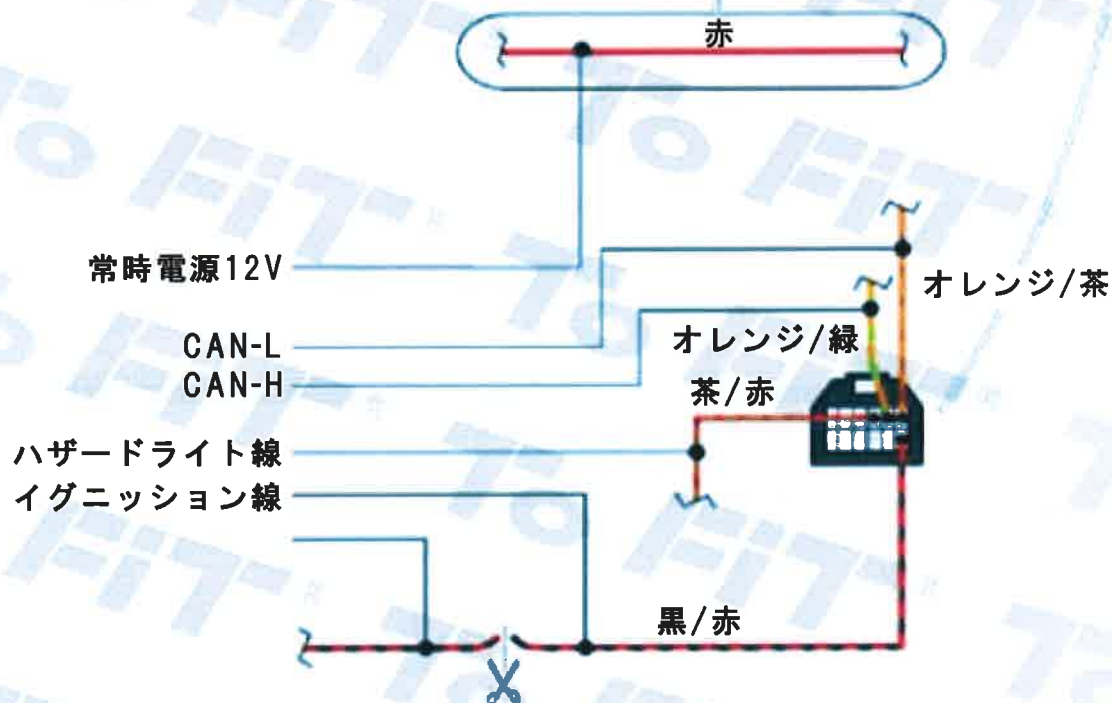 赤
常時電源12V
オレンジ/茶
CAN-L
オレンジ/緑
CAN-H
茶/赤
ハザードライト線
イグニッション線
黒/赤
TO FIT